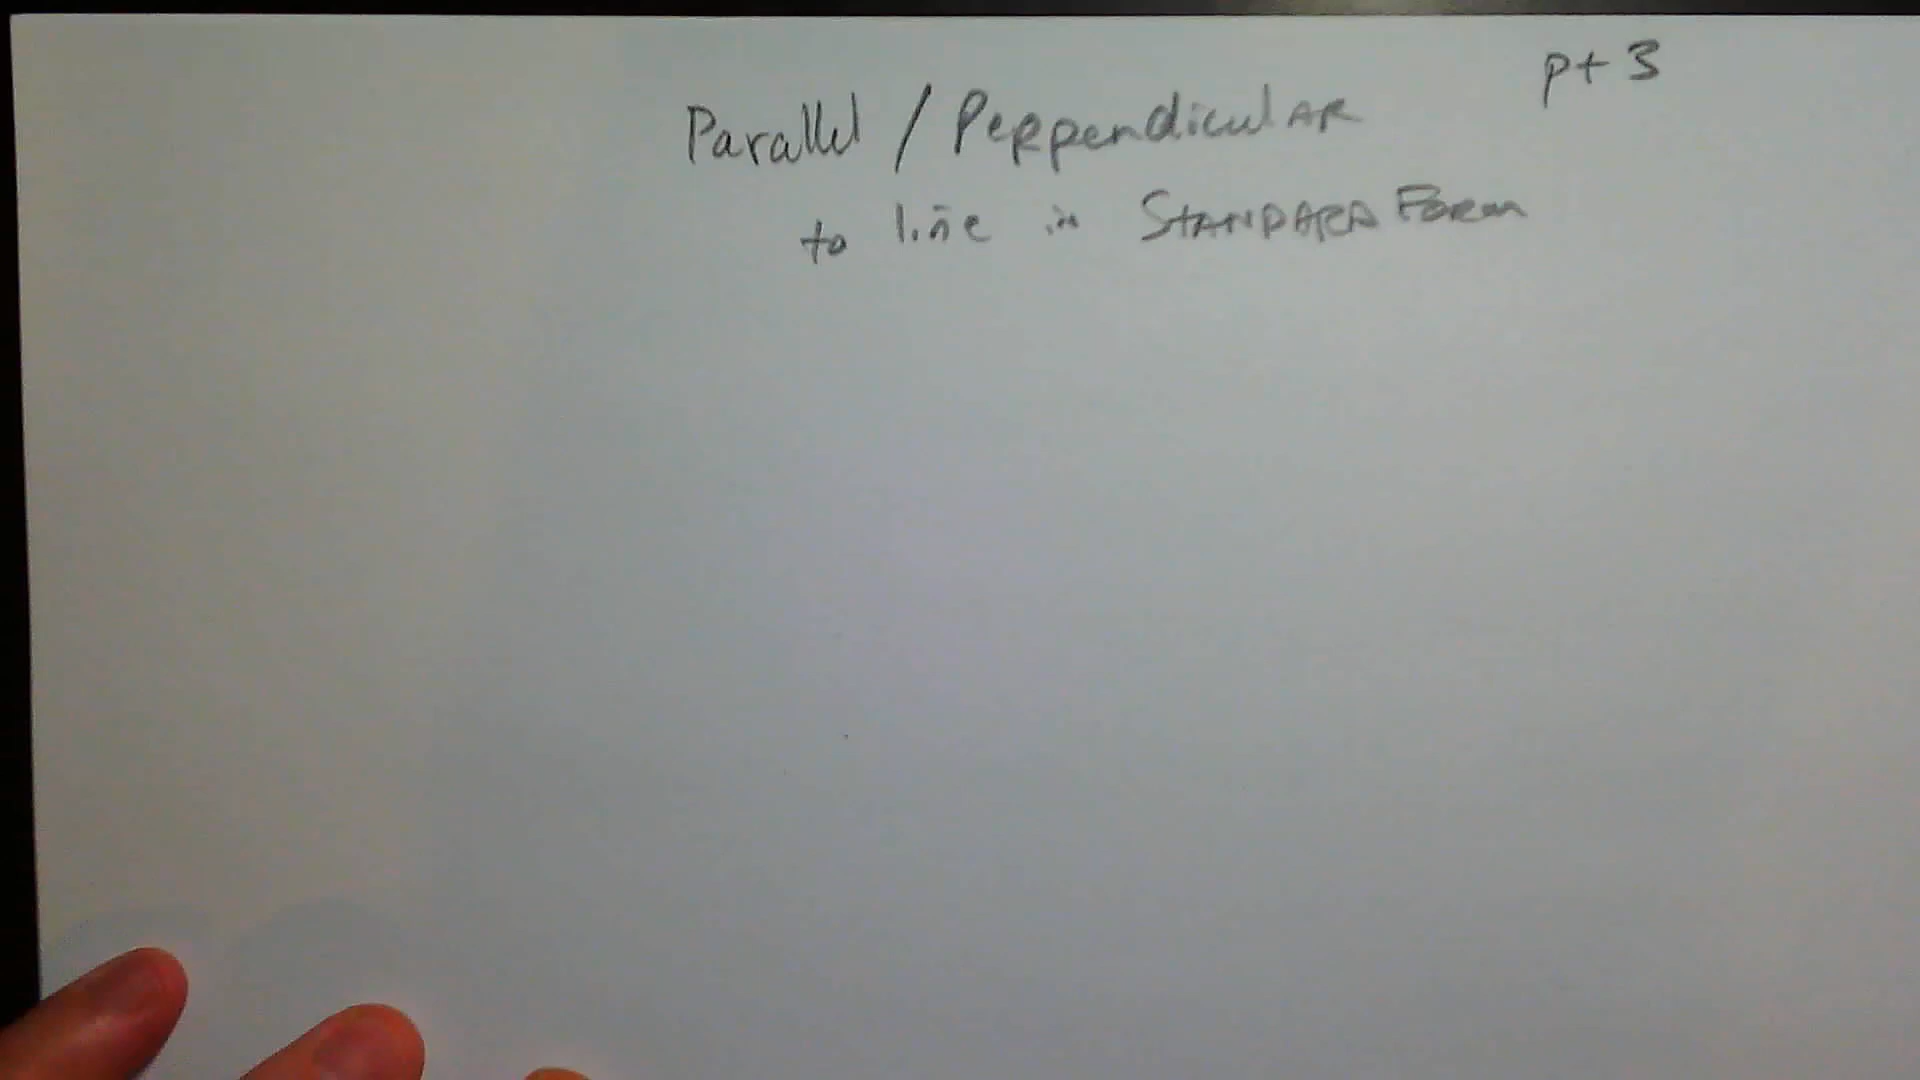 pt 3
Parallel / Perpendicular
to line in STANDARD Form